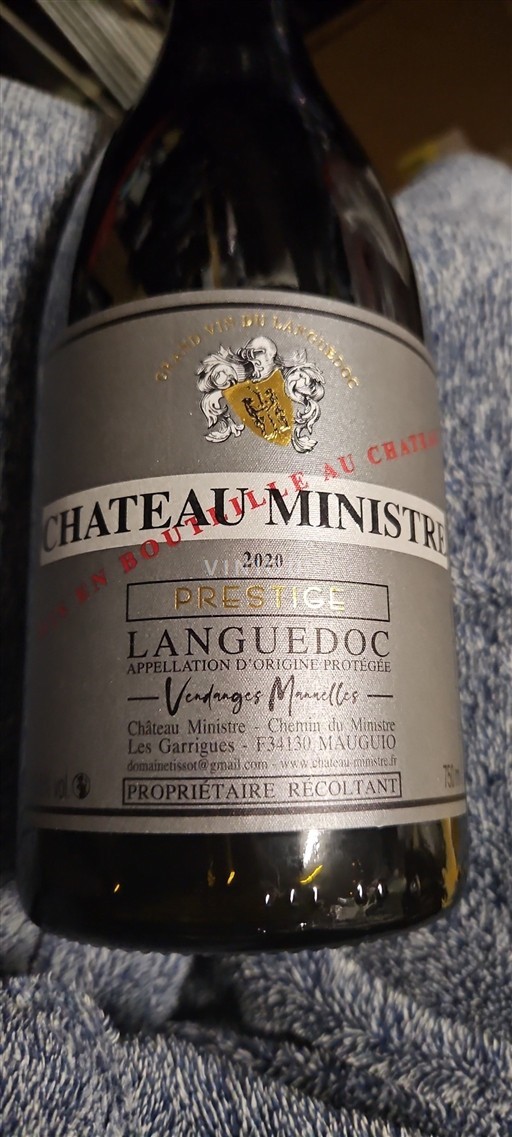 GRAND VIN DU LANGUEDOC
EN BOUTEILLE AU
CHATEAU MINISTRE
2020
PRESTIGE
LANGUEDOC
APPELLATION D'ORIGINE PROTÉGÉE
Vendanges Manuelles
Château Ministre - Chemin du Ministre
Les Garrigues - F34130 MAUGUIO
domainetissot@gmail.com - www.chateau-ministre.fr
PROPRIÉTAIRE RÉCOLTANT
vol